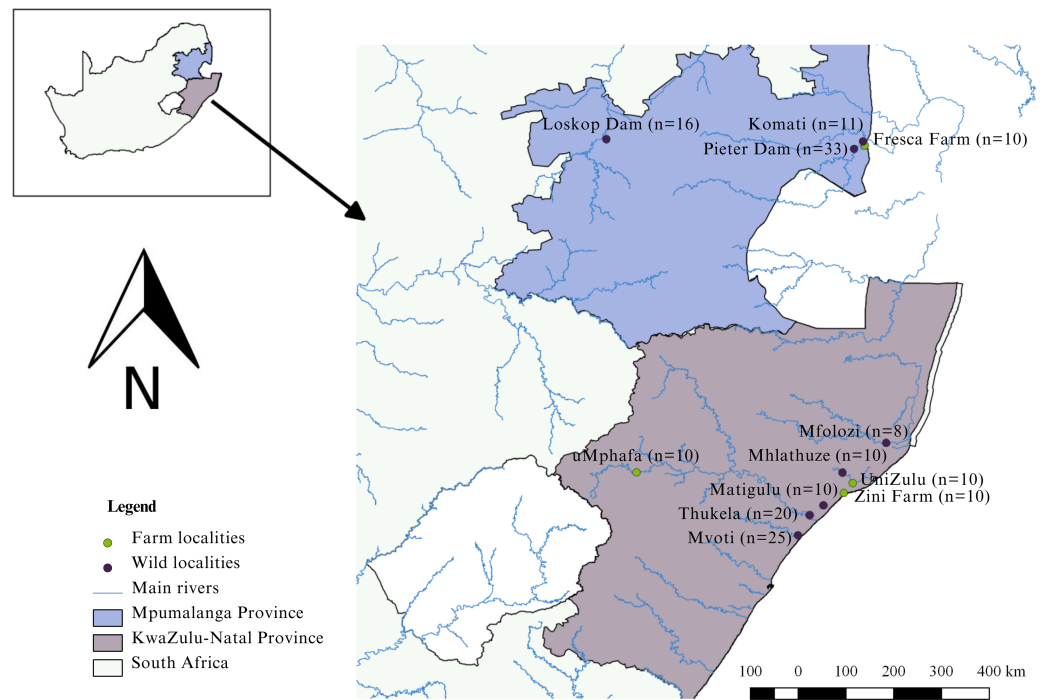 Loskop Dam (n=16)
Komati (n=11)
Fresca Farm (n=10)
Pieter Dam (n=33)
N
Mfolozi (n=8)
uMphafa (n=10)
Mhlathuze (n=10)
UniZulu (n=10)
Matigulu (n=10)
Zini Farm (n=10)
Thukela (n=20)
Mvoti (n=25)
Legend
Farm localities
Wild localities
Main rivers
Mpumalanga Province
KwaZulu-Natal Province
South Africa
100 0 100 200 300 400 km